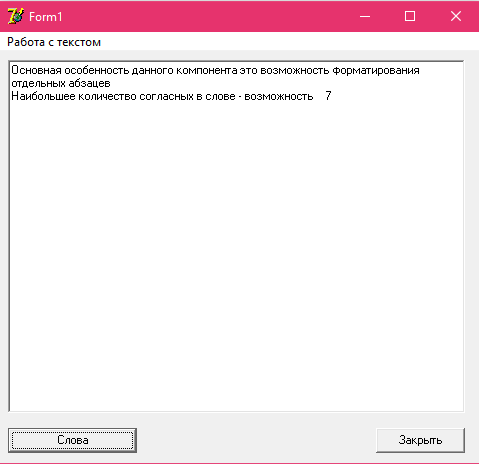 Form1
Работа с текстом
Основная особенность данного компонента это возможность форматирования
отдельных абзацев
Наибольшее количество согласных в слове - возможность    7
Слова
Закрыть